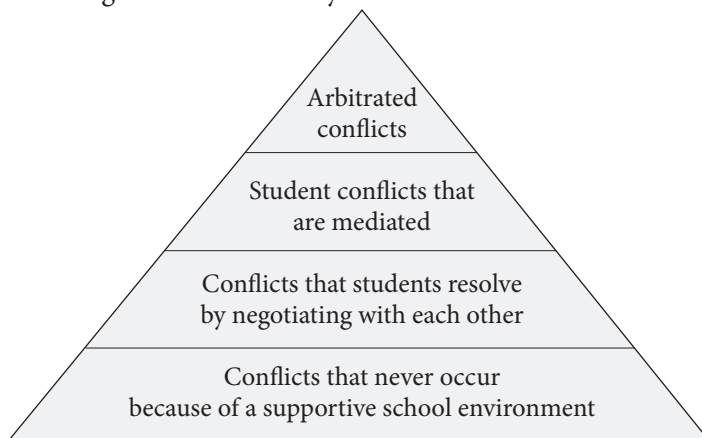 Arbitrated
conflicts
Student conflicts that
are mediated
Conflicts that students resolve
by negotiating with each other
Conflicts that never occur
because of a supportive school environment